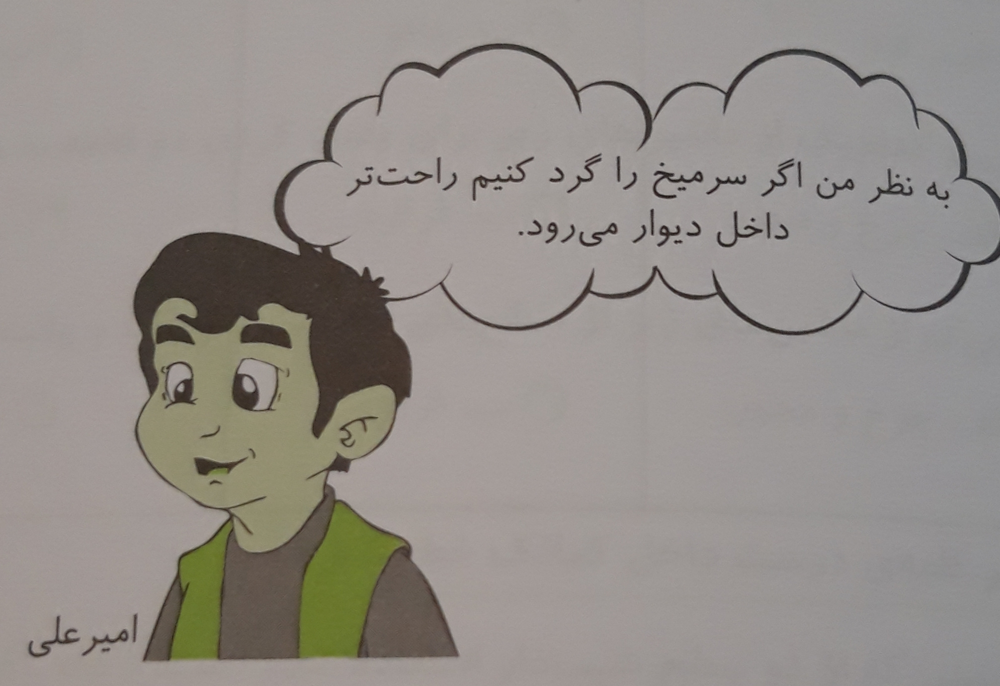 به نظر من اگر سرمیخ را گرد کنیم راحت‌تر
داخل دیوار می‌رود.
امیرعلی